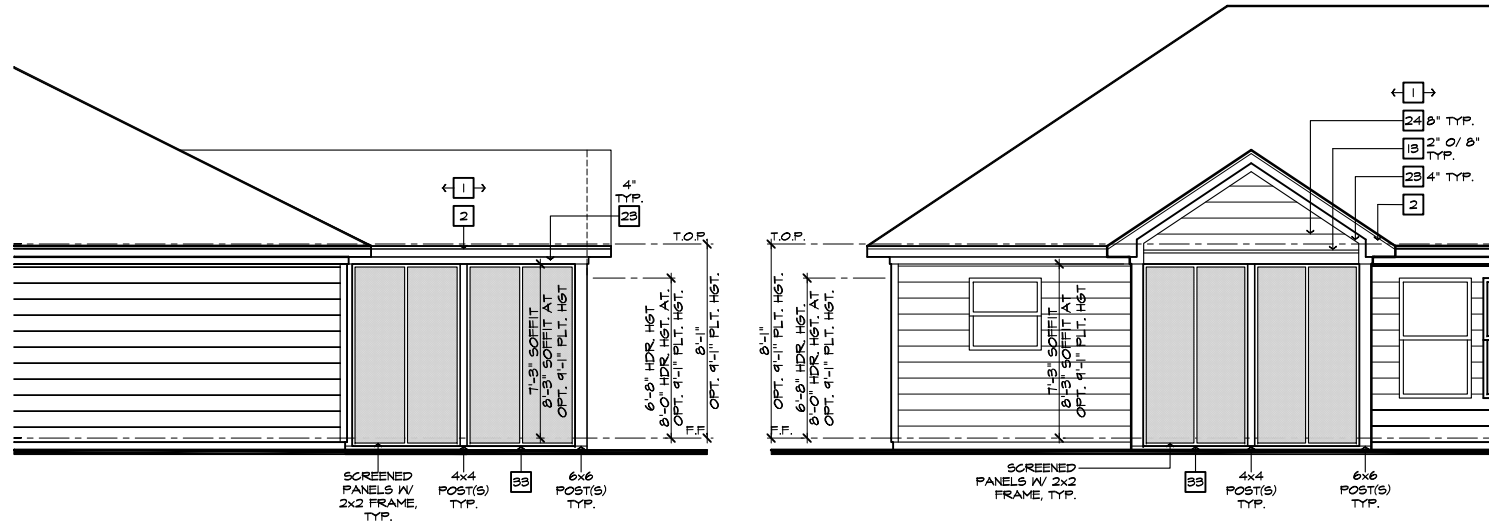 1
2
4"
TYP.
23
T.O.P.
F.F.
7'-3" SOFFIT
8'-3" SOFFIT AT
OPT. 9'-1" PLT. HGT
6'-8" HDR. HGT
8'-0" HDR. HGT. AT.
OPT. 9'-1" PLT. HGT.
8'-1"
OPT. 9'-1" PLT. HGT.
SCREENED
PANELS W/
2x2 FRAME,
TYP.
4x4
POST(S)
TYP.
33
6x6
POST(S)
TYP.
1
24 8" TYP.
13 2" O/ 8"
TYP.
23 4" TYP.
2
T.O.P.
F.F.
8'-1"
OPT. 9'-1" PLT. HGT.
6'-8" HDR. HGT.
8'-0" HDR. HGT. AT
OPT. 9'-1" PLT. HGT.
7'-3" SOFFIT
8'-3" SOFFIT AT
OPT. 9'-1" PLT. HGT
SCREENED
PANELS W/ 2x2
FRAME, TYP.
33
4x4
POST(S)
TYP.
6x6
POST(S)
TYP.